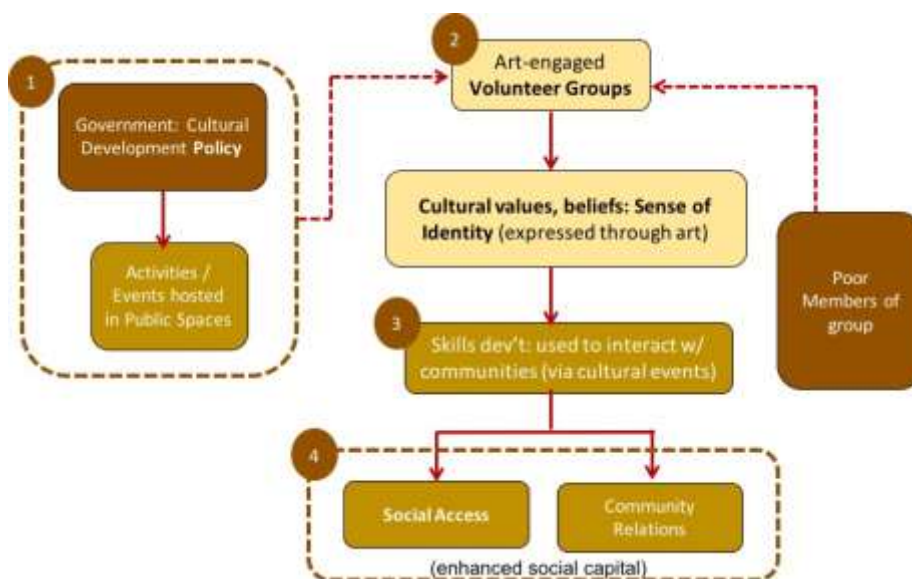 1
Government: Cultural
Development Policy
Activities /
Events hosted
in Public Spaces
2
Art-engaged
Volunteer Groups
Cultural values, beliefs: Sense of
Identity (expressed through art)
Poor
Members of
group
3
Skills dev't: used to interact w/
communities (via cultural events)
4
Social Access
Community
Relations
(enhanced social capital)